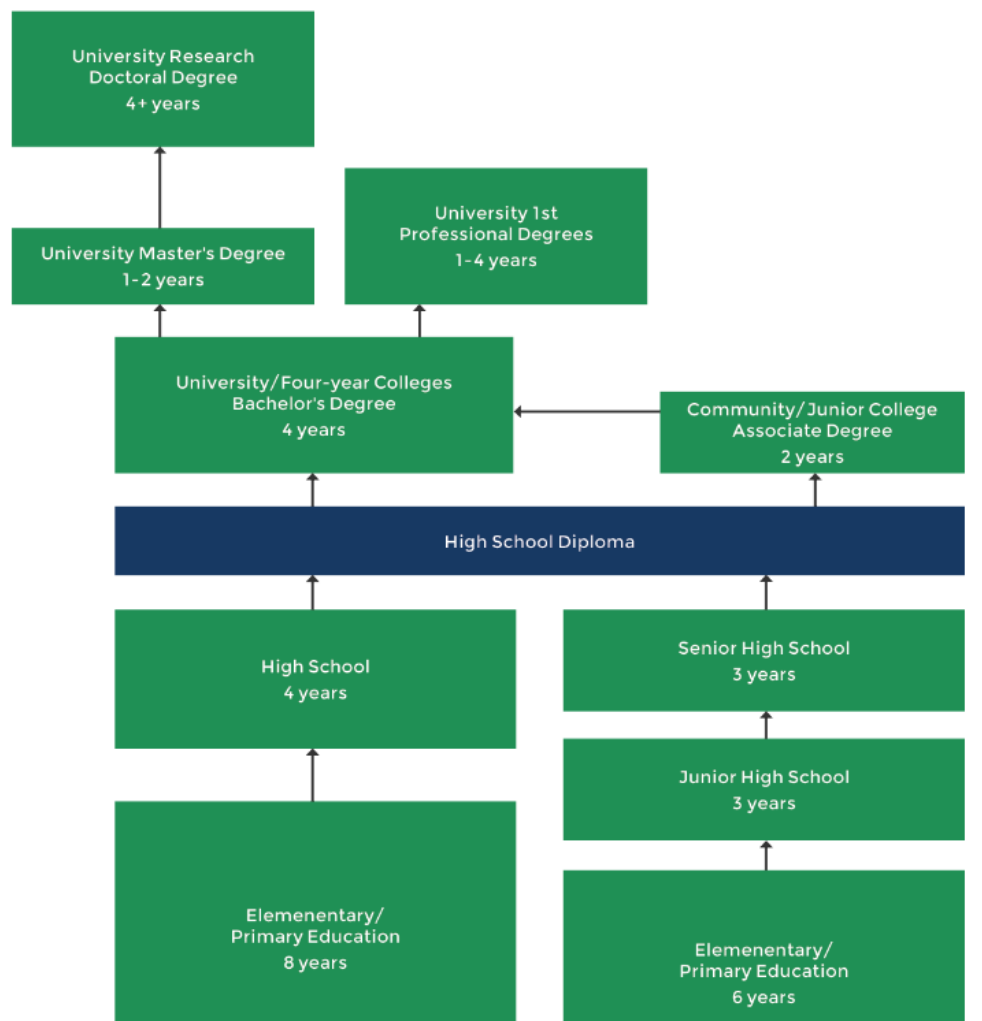 University Research
Doctoral Degree
4+ years
University 1st
Professional Degrees
1-4 years
University Master's Degree
1-2 years
University/Four-year Colleges
Bachelor's Degree
4 years
Community/Junior College
Associate Degree
2 years
High School Diploma
High School
4 years
Senior High School
3 years
Junior High School
3 years
Elemenentary/
Primary Education
8 years
Elemenentary/
Primary Education
6 years